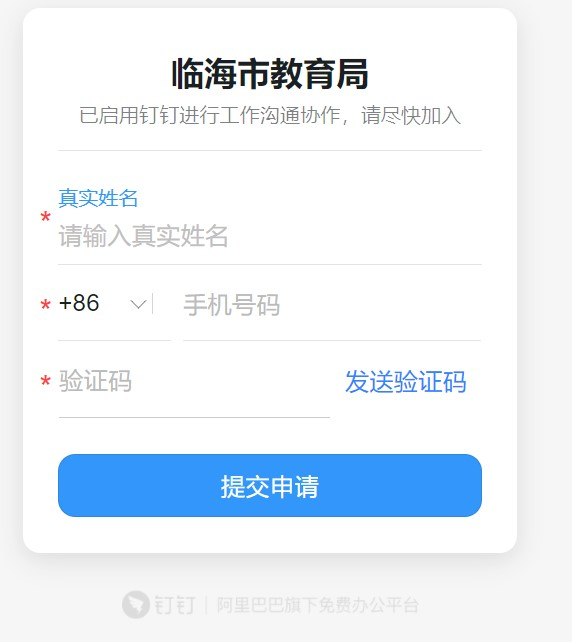 临海市教育局
已启用钉钉进行工作沟通协作，请尽快加入
真实姓名
* 请输入真实姓名
* +86 手机号码
* 验证码 发送验证码
提交申请
钉钉 | 阿里巴巴旗下免费办公平台